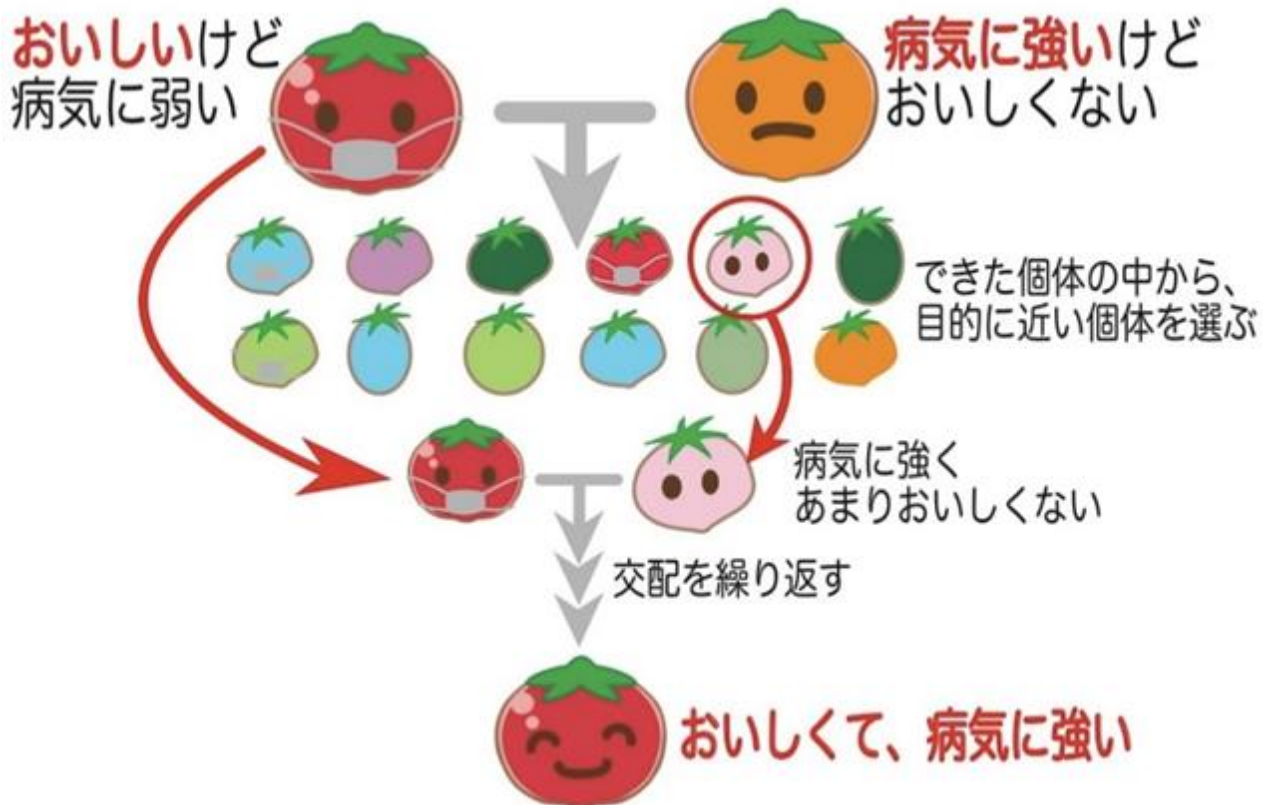 おいしいけど
病気に弱い
病気に強いけど
おいしくない
できた個体の中から、
目的に近い個体を選ぶ
病気に強く
あまりおいしくない
交配を繰り返す
おいしくて、病気に強い